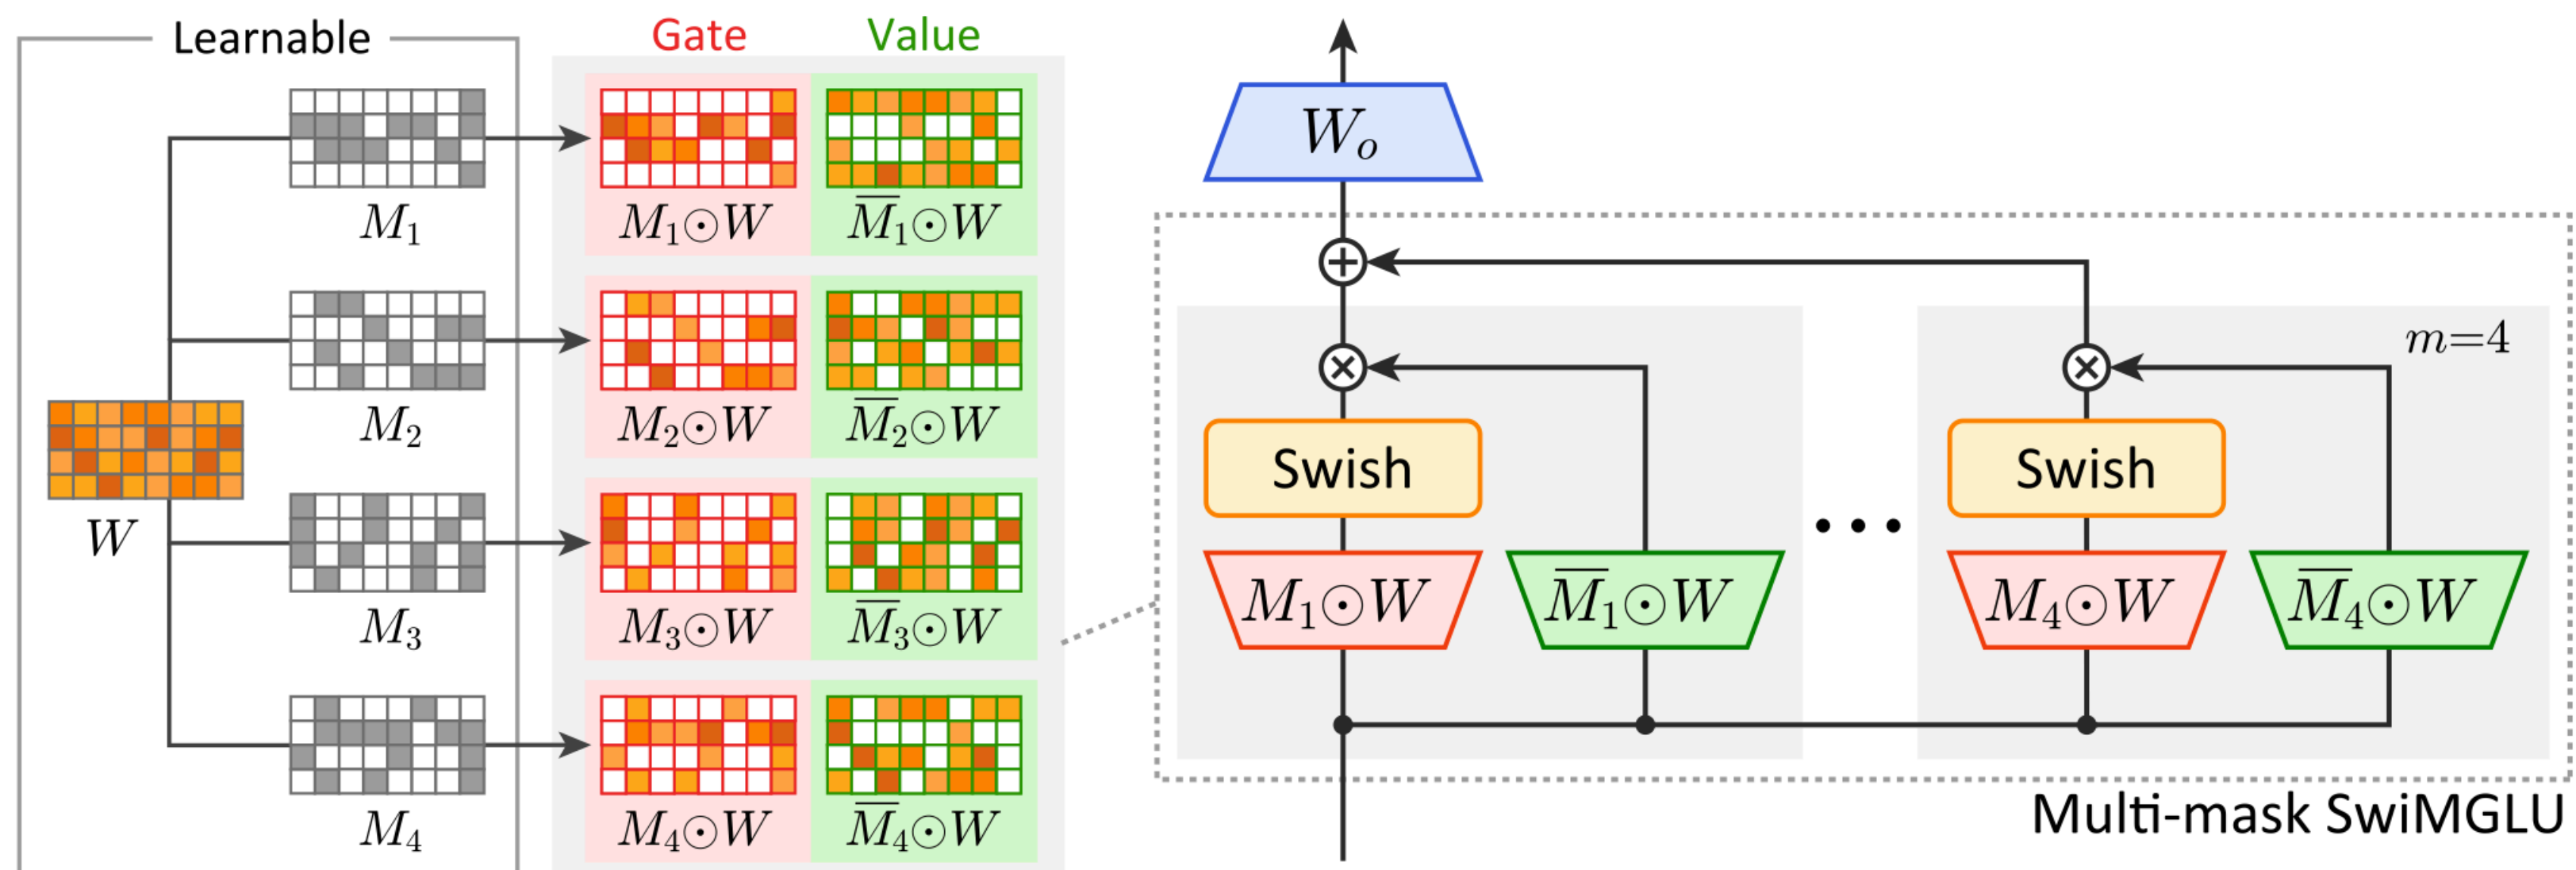 Learnable
Gate
Value
W
M₁
M₂
M₃
M₄
M₁⊙W
M̅₁⊙W
M₂⊙W
M̅₂⊙W
M₃⊙W
M̅₃⊙W
M₄⊙W
M̅₄⊙W
Wₒ
m=4
Swish
Swish
M₁⊙W
M̅₁⊙W
...
M₄⊙W
M̅₄⊙W
Multi-mask SwiMGLU